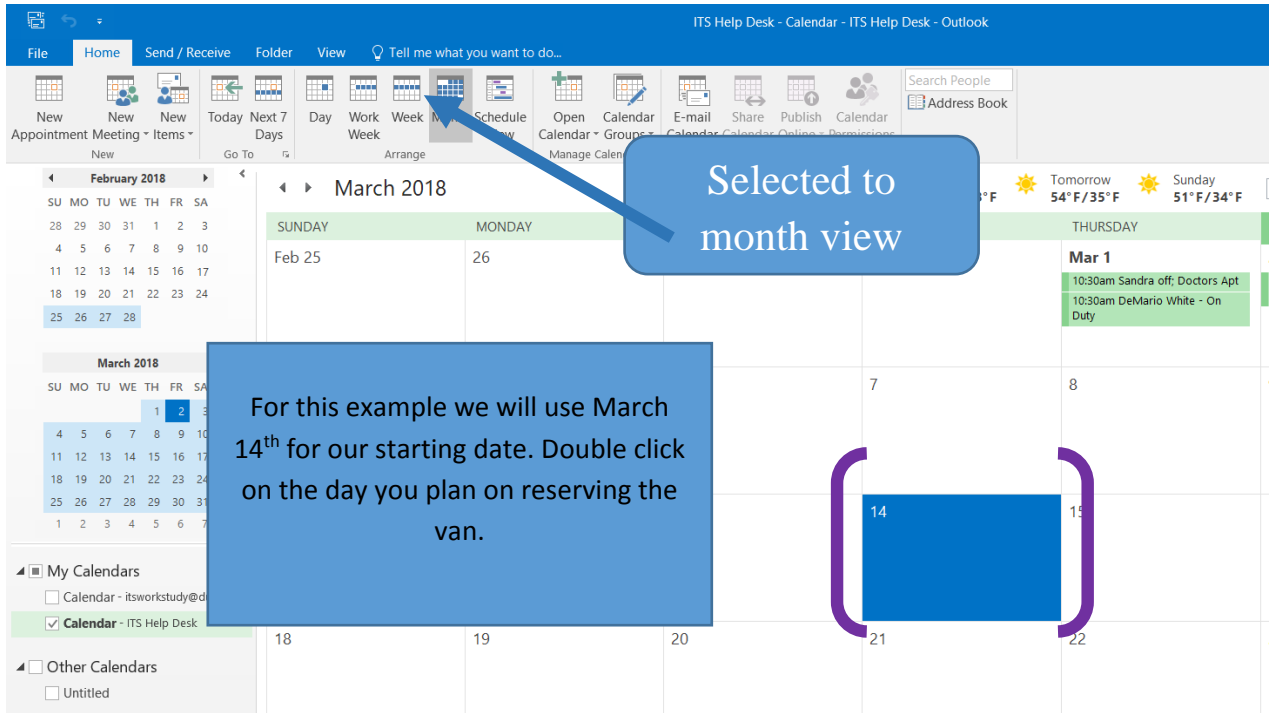 ITS Help Desk - Calendar - ITS Help Desk - Outlook
File Home Send / Receive Folder View Tell me what you want to do...
New Appointment
New Meeting
New Items
New
Today
Next 7 Days
Go To
Day
Work Week
Week
Schedule
Arrange
Open Calendar
Calendar Groups
E-mail Calendar
Share Calendar
Publish Online
Calendar Permissions
Search People
Address Book
February 2018
SU MO TU WE TH FR SA
28 29 30 31 1 2 3
4 5 6 7 8 9 10
11 12 13 14 15 16 17
18 19 20 21 22 23 24
25 26 27 28
March 2018
SU MO TU WE TH FR SA
1 2 3
4 5 6 7 8 9 10
11 12 13 14 15 16 17
18 19 20 21 22 23 24
25 26 27 28 29 30 31
1 2 3 4 5 6 7
My Calendars
Calendar - itsworkstudy@d
Calendar - ITS Help Desk
Other Calendars
Untitled
March 2018
Tomorrow
54°F/35°F
Sunday
51°F/34°F
SUNDAY MONDAY THURSDAY
Feb 25 26 Mar 1
10:30am Sandra off; Doctors Apt
10:30am DeMario White - On
Duty
7 8
14 15
18 19 20 21 22
Selected to
month view
For this example we will use March
14th for our starting date. Double click
on the day you plan on reserving the
van.